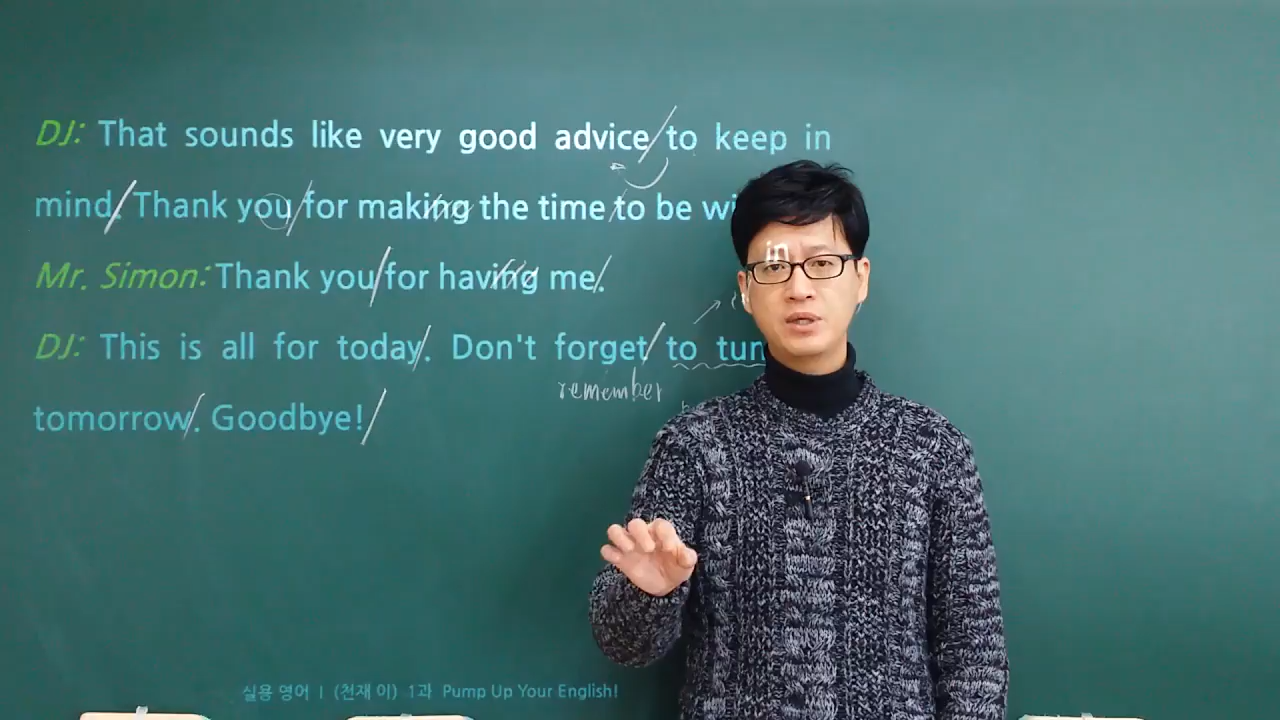 DJ: That sounds like very good advice to keep in
mind. Thank you for making the time to be
in
Mr. Simon: Thank you for having me.
DJ: This is all for today. Don't forget to
remember
tomorrow. Goodbye!
실용 영어 I (천재 이) 1과 Pump Up Your English!